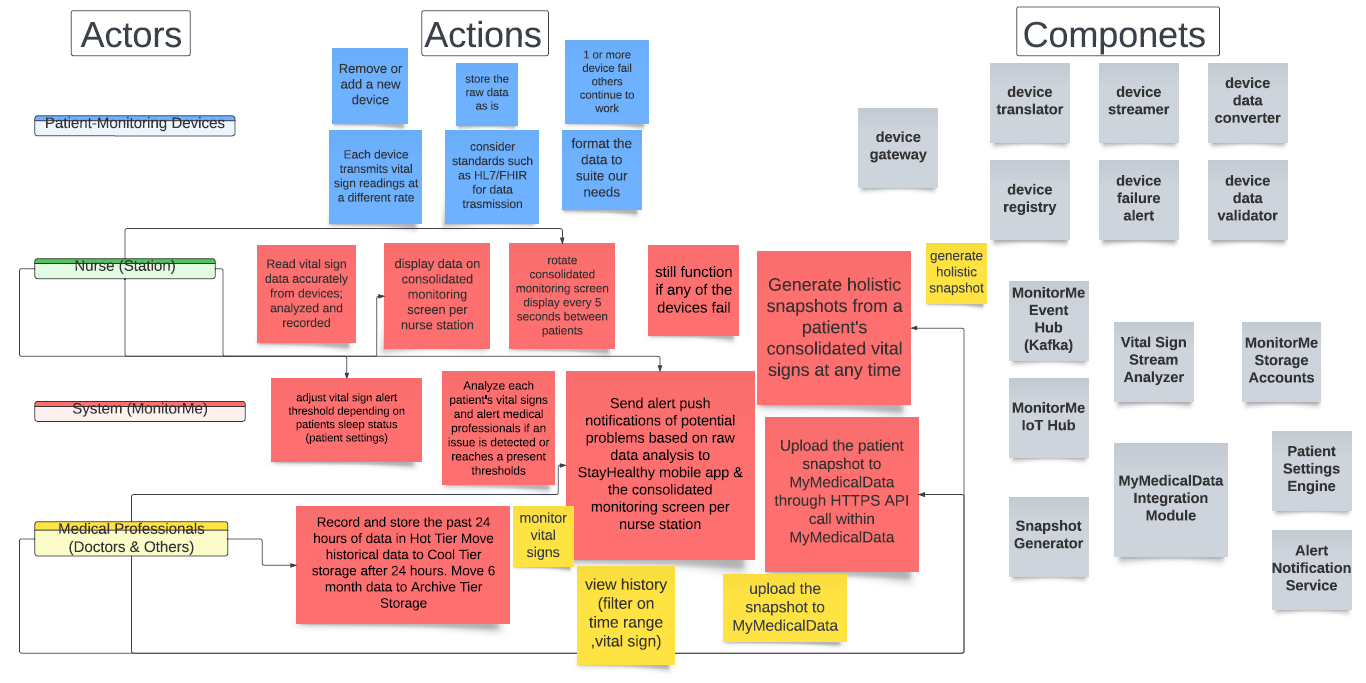 Actors
Actions
Componets
Patient-Monitoring Devices
Remove or
add a new
device
store the
raw data
as is
1 or more
device fail
others
continue to
work
Each device
transmits vital
sign readings at
a different rate
consider
standards such
as HL7/FHIR
for data
trasmission
format the
data to
suite our
needs
device
gateway
device
translator
device
streamer
device
data
converter
device
registry
device
failure
alert
device
data
validator
Nurse (Station)
Read vital sign
data accurately
from devices;
analyzed and
recorded
display data on
consolidated
monitoring
screen per
nurse station
rotate
consolidated
monitoring screen
display every 5
seconds between
patients
still function
if any of the
devices fail
Generate holistic
snapshots from a
patient's
consolidated vital
signs at any time
generate
holistic
snapshot
MonitorMe
Event
Hub
(Kafka)
Vital Sign
Stream
Analyzer
MonitorMe
Storage
Accounts
System (MonitorMe)
adjust vital sign alert
threshold depending on
patients sleep status
(patient settings)
Analyze each
patient's vital signs
and alert medical
professionals if an
issue is detected or
reaches a present
thresholds
Send alert push
notifications of potential
problems based on raw
data analysis to
StayHealthy mobile app &
the consolidated
monitoring screen per
nurse station
Upload the patient
snapshot to
MyMedicalData
through HTTPS API
call within
MyMedicalData
MonitorMe
IoT Hub
MyMedicalData
Integration
Module
Patient
Settings
Engine
Snapshot
Generator
Alert
Notification
Service
Medical Professionals
(Doctors & Others)
Record and store the past 24
hours of data in Hot Tier Move
historical data to Cool Tier
storage after 24 hours. Move 6
month data to Archive Tier
Storage
monitor
vital
signs
view history
(filter on
time range
,vital sign)
upload the
snapshot to
MyMedicalData